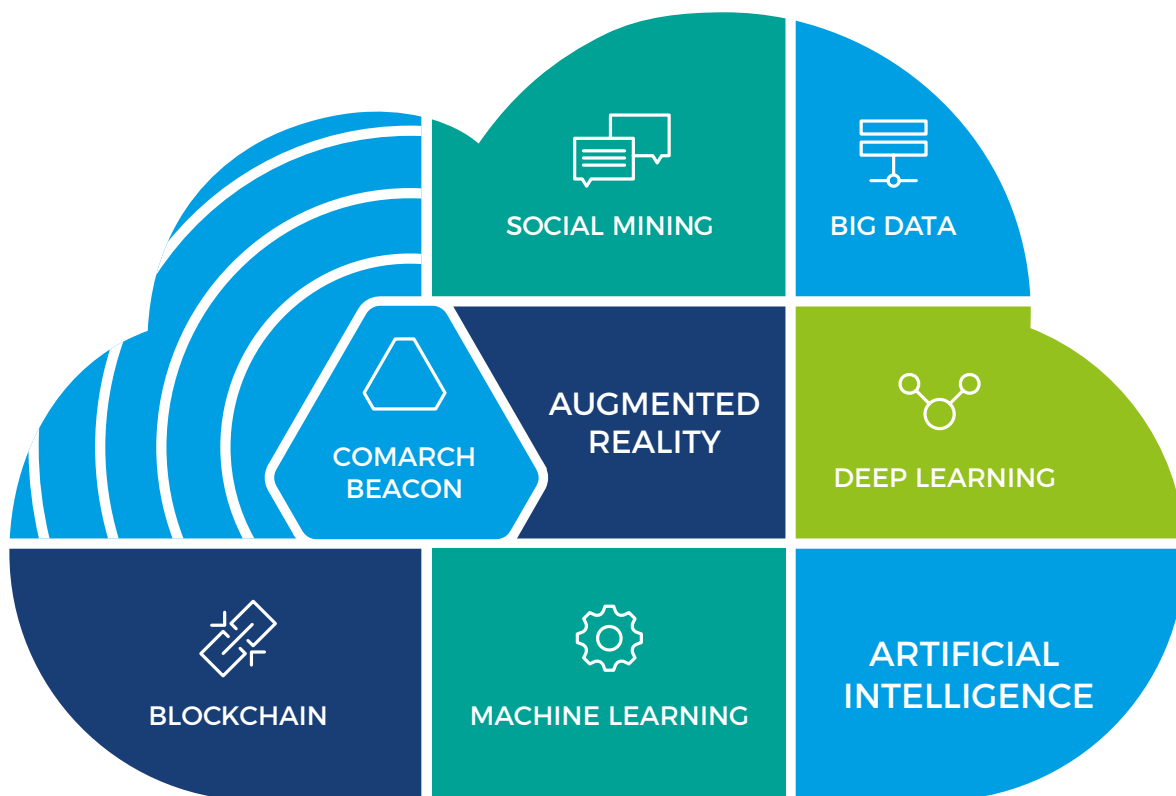 SOCIAL MINING
BIG DATA
COMARCH
BEACON
AUGMENTED
REALITY
DEEP LEARNING
BLOCKCHAIN
MACHINE LEARNING
ARTIFICIAL
INTELLIGENCE